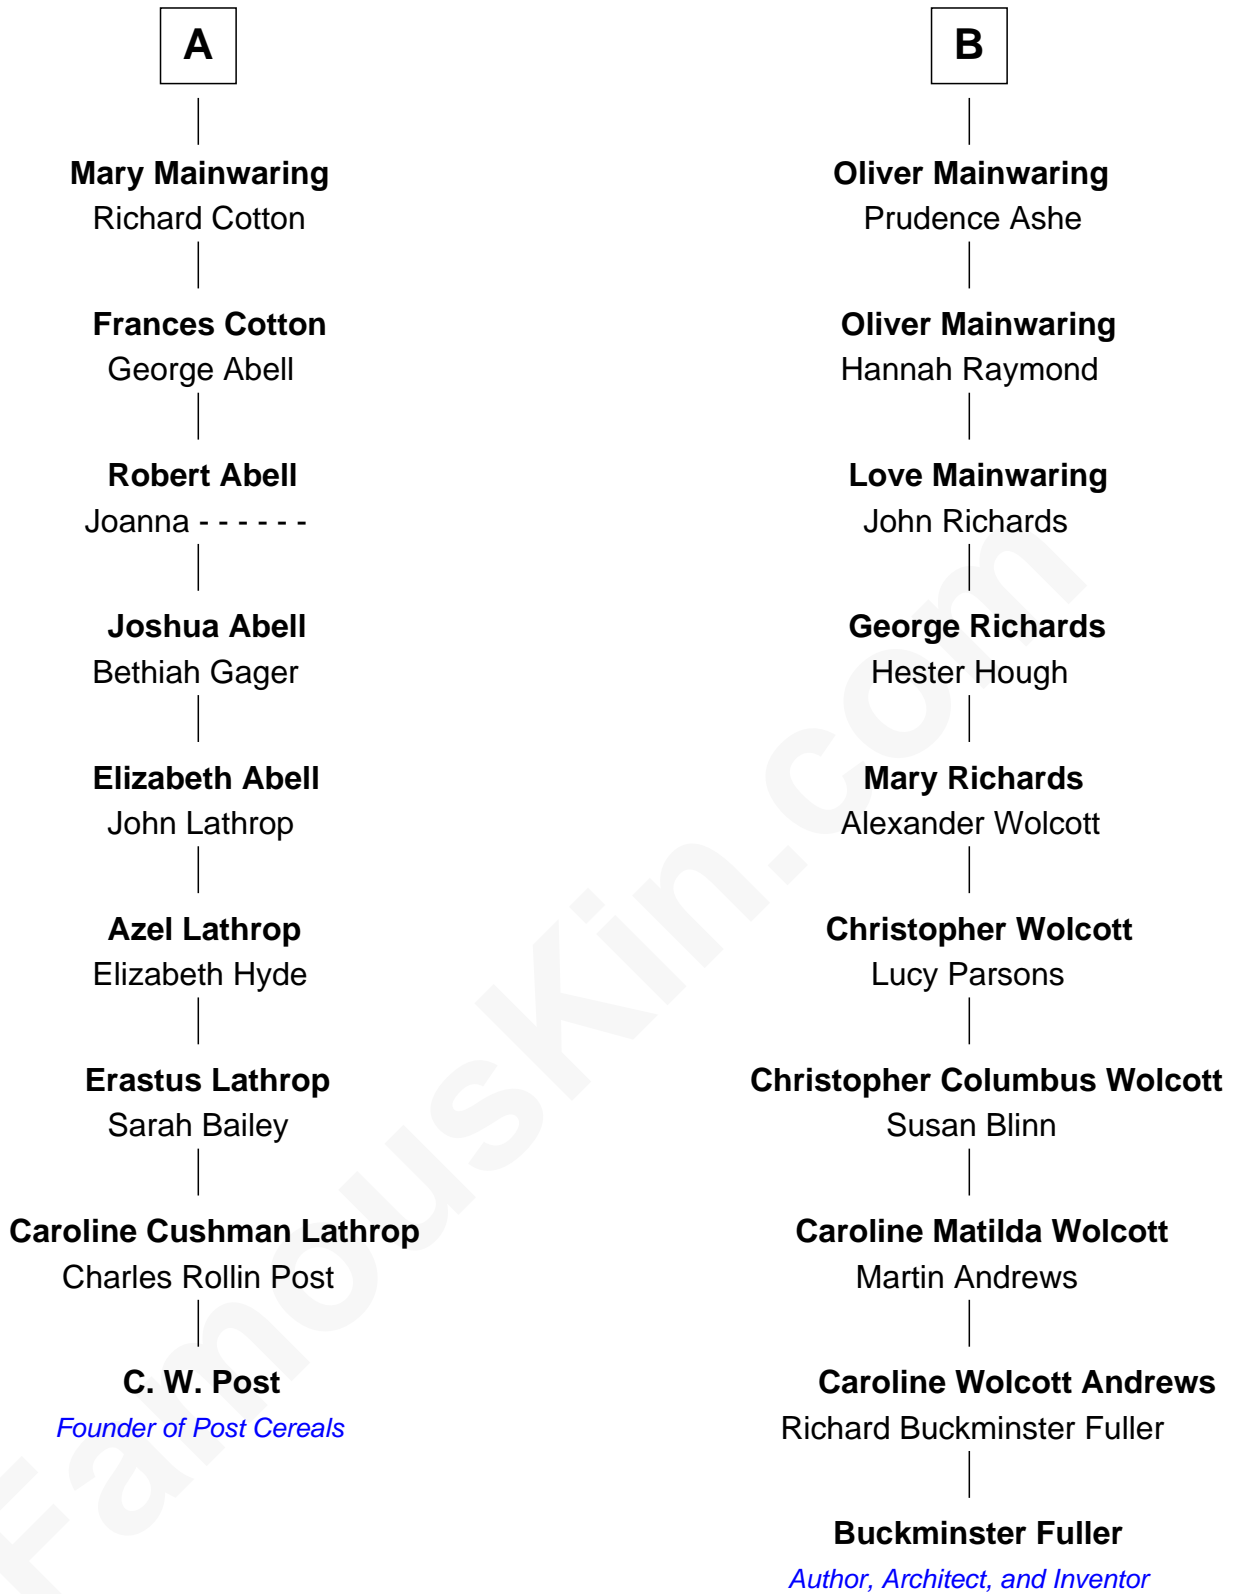 A
Mary Mainwaring
Richard Cotton
Frances Cotton
George Abell
Robert Abell
Joanna - - - - - -
Joshua Abell
Bethiah Gager
Elizabeth Abell
John Lathrop
Azel Lathrop
Elizabeth Hyde
Erastus Lathrop
Sarah Bailey
Caroline Cushman Lathrop
Charles Rollin Post
C. W. Post
Founder of Post Cereals
B
Oliver Mainwaring
Prudence Ashe
Oliver Mainwaring
Hannah Raymond
Love Mainwaring
John Richards
George Richards
Hester Hough
Mary Richards
Alexander Wolcott
Christopher Wolcott
Lucy Parsons
Christopher Columbus Wolcott
Susan Blinn
Caroline Matilda Wolcott
Martin Andrews
Caroline Wolcott Andrews
Richard Buckminster Fuller
Buckminster Fuller
Author, Architect, and Inventor
FamousKin.com